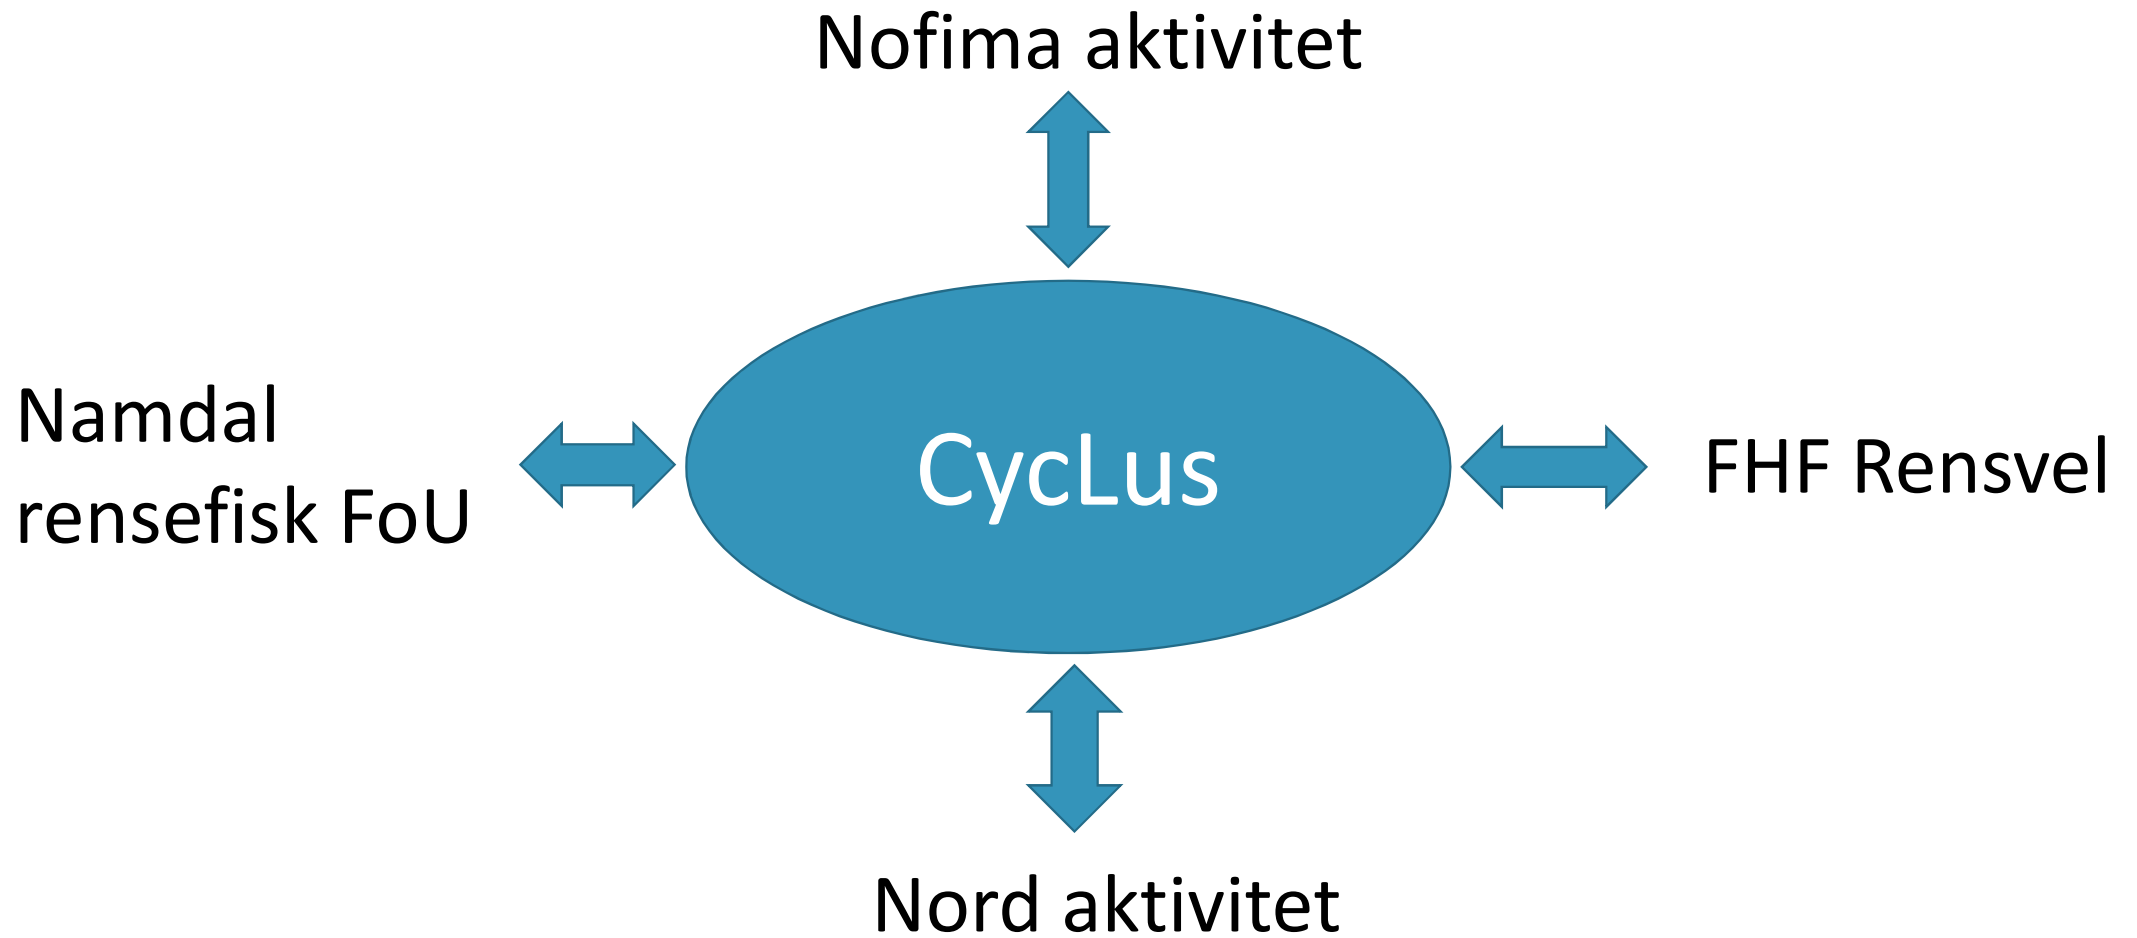 Nofima aktivitet
Namdal
rensefisk FoU
CycLus
FHF Rensvel
Nord aktivitet